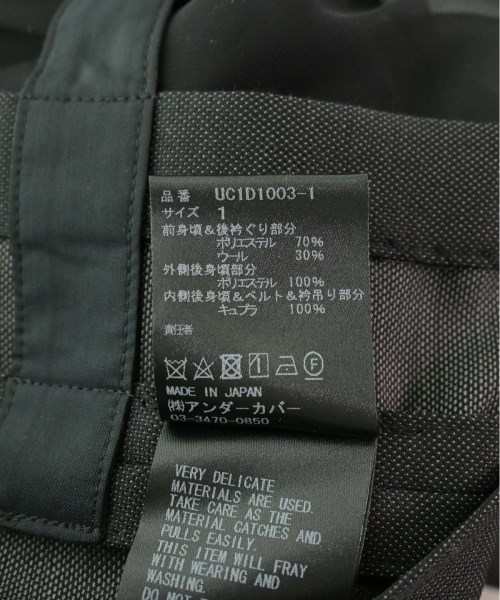 品番 UC1D1003-1
サイズ 1
前身頃&後衿ぐり部分
ポリエステル 70%
ウール 30%
外側後身頃部分
ポリエステル 100%
内側後身頃&ベルト&衿吊り部分
キュプラ 100%
責任者
MADE IN JAPAN
㈱アンダーカバー
03-3470-0850
VERY DELICATE
MATERIALS ARE USED.
TAKE CARE AS THE
MATERIAL CATCHES AND
PULLS EASILY.
THIS ITEM WILL FRAY
WITH WEARING AND
WASHING.
DO NOT